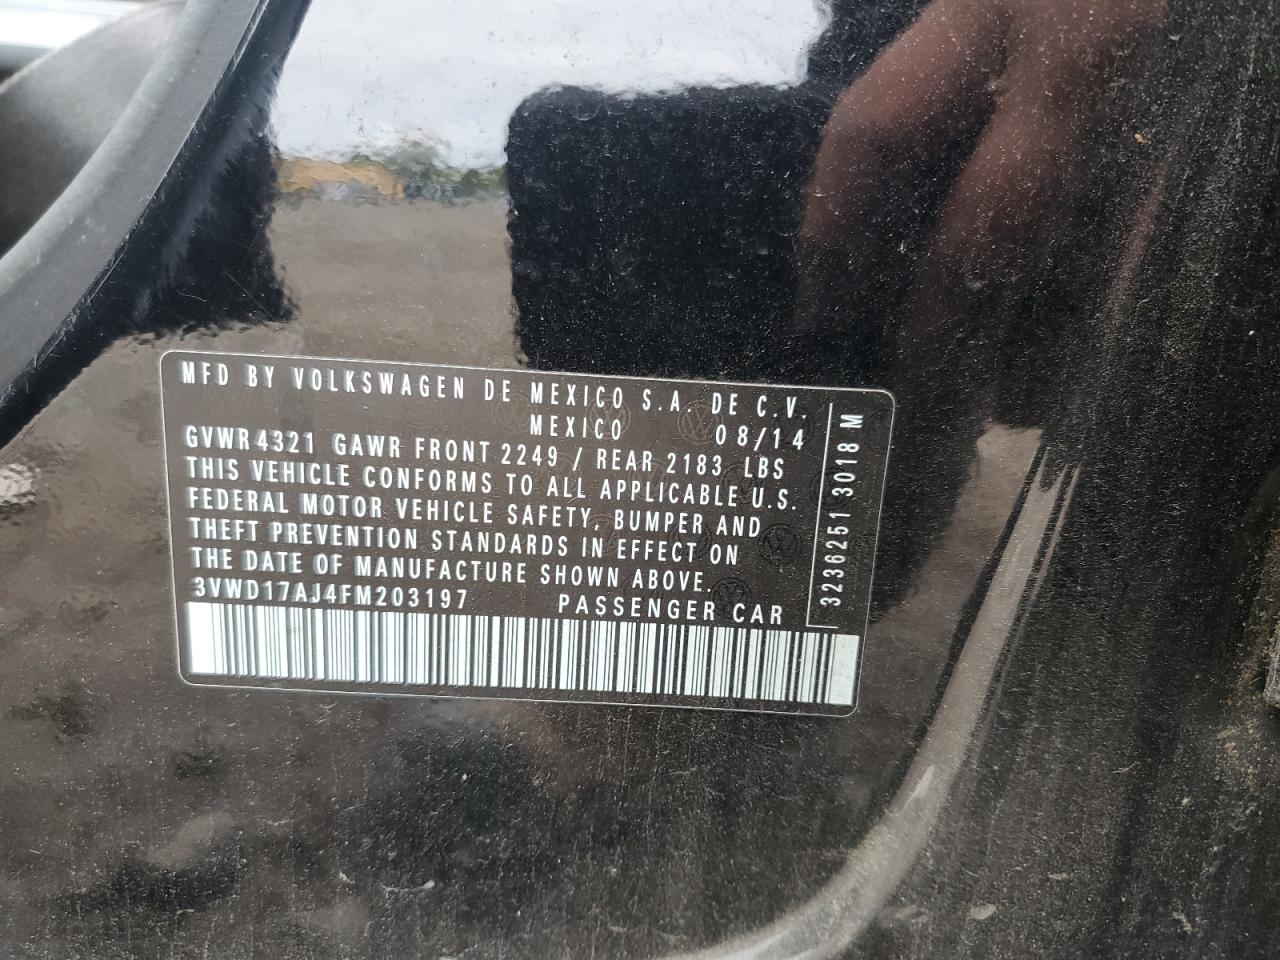 MFD BY VOLKSWAGEN DE MEXICO S.A. DE C.V.
MEXICO 08/14
GVWR 4321 GAWR FRONT 2249 / REAR 2183 LBS
THIS VEHICLE CONFORMS TO ALL APPLICABLE U.S.
FEDERAL MOTOR VEHICLE SAFETY, BUMPER AND
THEFT PREVENTION STANDARDS IN EFFECT ON
THE DATE OF MANUFACTURE SHOWN ABOVE.
3VWD17AJ4FM203197 PASSENGER CAR
3236251 3018 M